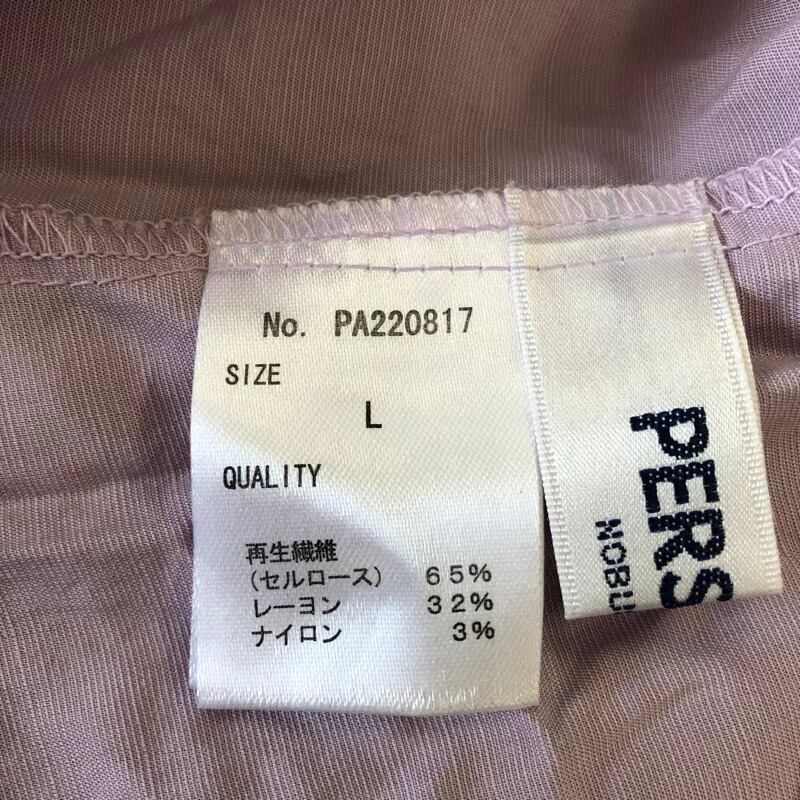 No. PA220817
SIZE
L
QUALITY
再生繊維
(セルロース) 65%
レーヨン 32%
ナイロン 3%
PERS
NOBU